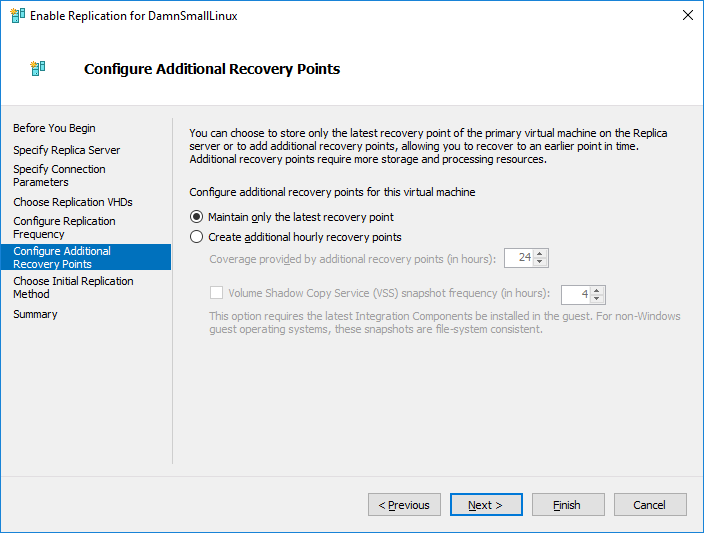 Enable Replication for DamnSmallLinux
Configure Additional Recovery Points
Before You Begin
Specify Replica Server
Specify Connection
Parameters
Choose Replication VHDs
Configure Replication
Frequency
Configure Additional
Recovery Points
Choose Initial Replication
Method
Summary
You can choose to store only the latest recovery point of the primary virtual machine on the Replica
server or to add additional recovery points, allowing you to recover to an earlier point in time.
Additional recovery points require more storage and processing resources.
Configure additional recovery points for this virtual machine
Maintain only the latest recovery point
Create additional hourly recovery points
Coverage provided by additional recovery points (in hours): 24
Volume Shadow Copy Service (VSS) snapshot frequency (in hours): 4
This option requires the latest Integration Components be installed in the guest. For non-Windows
guest operating systems, these snapshots are file-system consistent.
< Previous Next > Finish Cancel